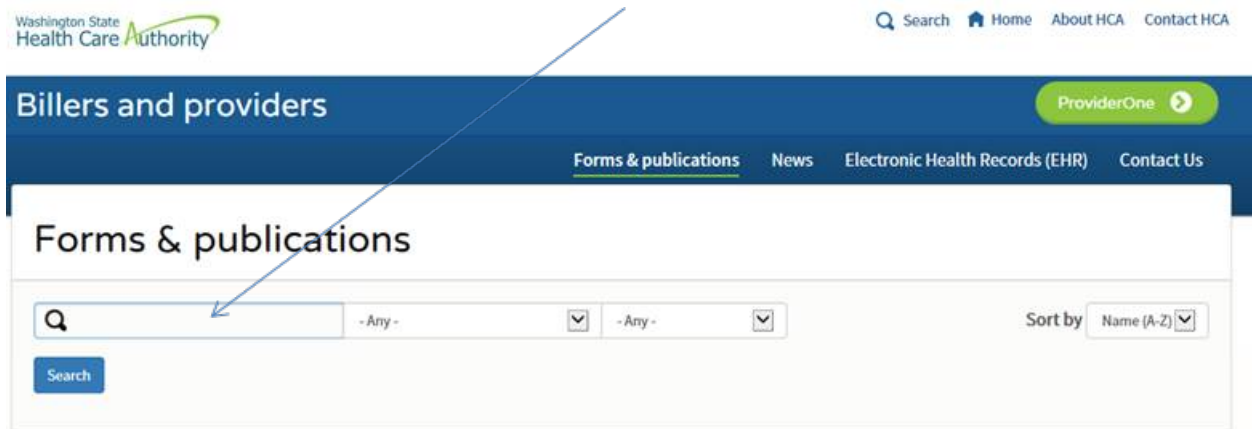 Washington State
Health Care Authority
Search Home About HCA Contact HCA
Billers and providers
ProviderOne
Forms & publications News Electronic Health Records (EHR) Contact Us
Forms & publications
- Any - - Any - Sort by Name (A-Z)
Search